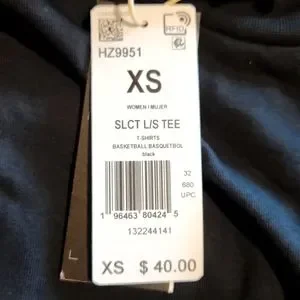 RFID
HZ9951
XS
WOMEN / MUJER
SLCT L/S TEE
T-SHIRTS
BASKETBALL BASQUETBOL
black
32
680
UPC
1 96463 80424 5
132244141
L
XS $ 40.00